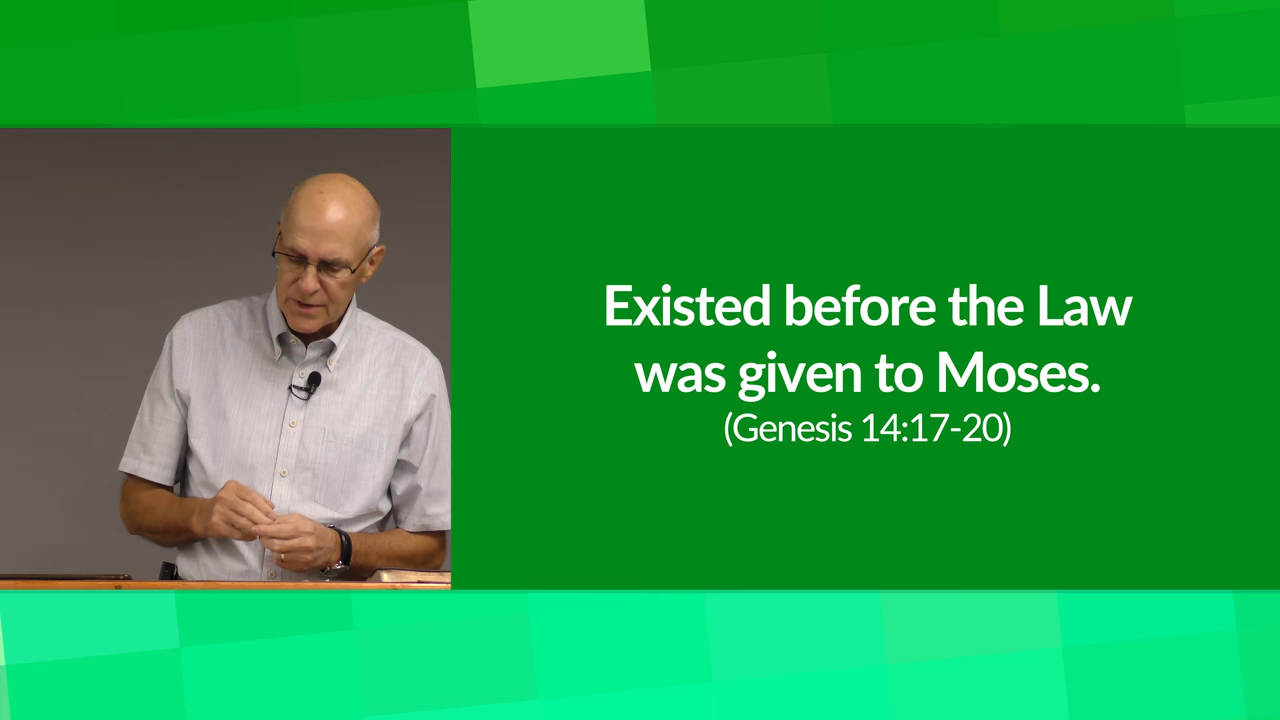 Existed before the Law
was given to Moses.
(Genesis 14:17-20)